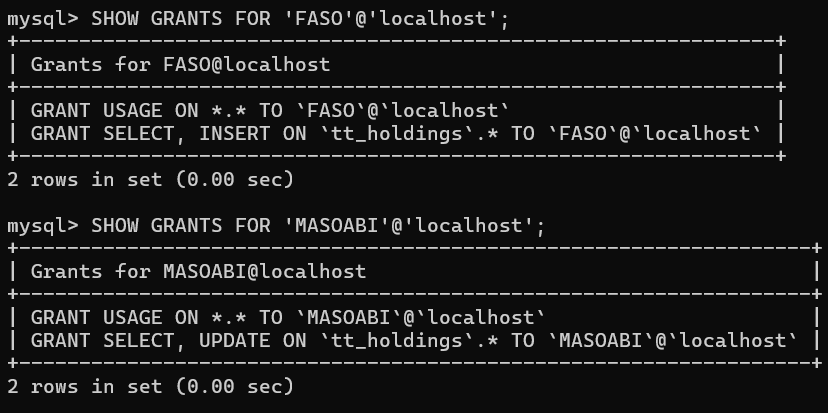 mysql> SHOW GRANTS FOR 'FASO'@'localhost';
+---------------------------------------------------------------+
| Grants for FASO@localhost                                     |
+---------------------------------------------------------------+
| GRANT USAGE ON *.* TO `FASO`@`localhost`                      |
| GRANT SELECT, INSERT ON `tt_holdings`.* TO `FASO`@`localhost` |
+---------------------------------------------------------------+
2 rows in set (0.00 sec)

mysql> SHOW GRANTS FOR 'MASOABI'@'localhost';
+------------------------------------------------------------------+
| Grants for MASOABI@localhost                                     |
+------------------------------------------------------------------+
| GRANT USAGE ON *.* TO `MASOABI`@`localhost`                      |
| GRANT SELECT, UPDATE ON `tt_holdings`.* TO `MASOABI`@`localhost` |
+------------------------------------------------------------------+
2 rows in set (0.00 sec)